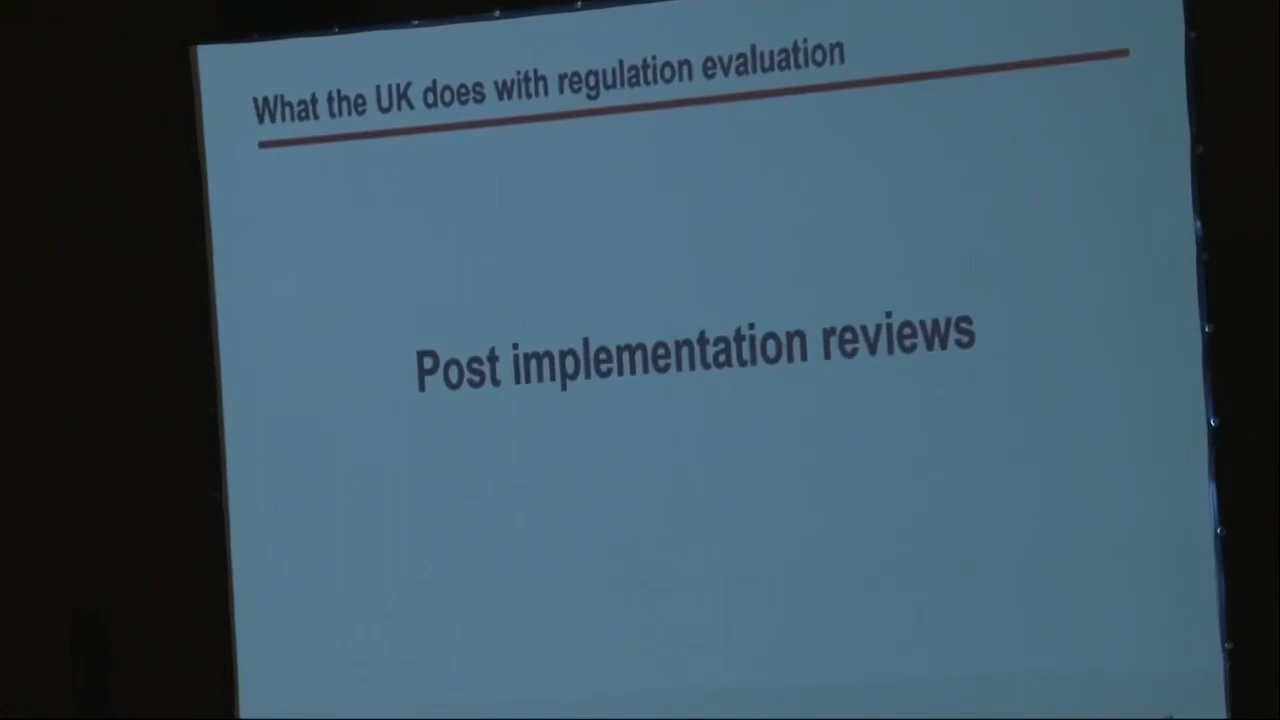 What the UK does with regulation evaluation
Post implementation reviews